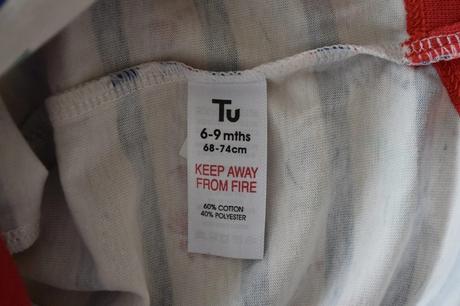 Tu
6-9 mths
68-74cm
KEEP AWAY
FROM FIRE
60% COTTON
40% POLYESTER